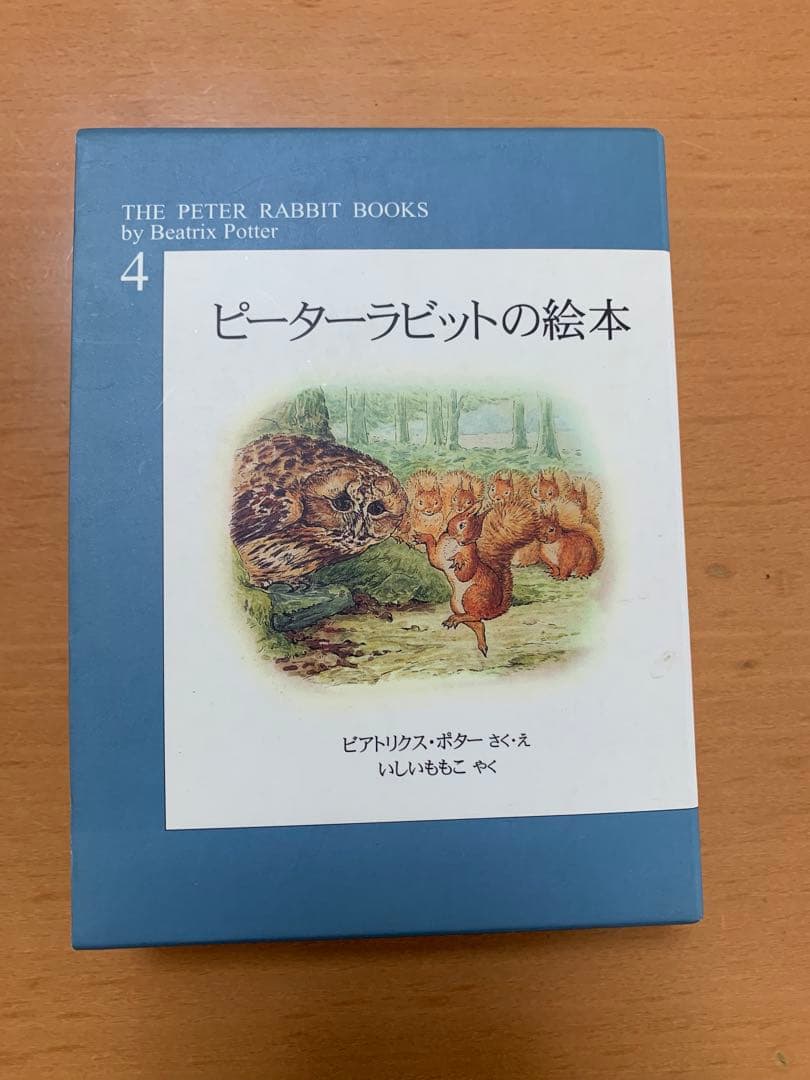 THE PETER RABBIT BOOKS
by Beatrix Potter
4
ピーターラビットの絵本
ビアトリクス・ポター さく・え
いしいももこ やく